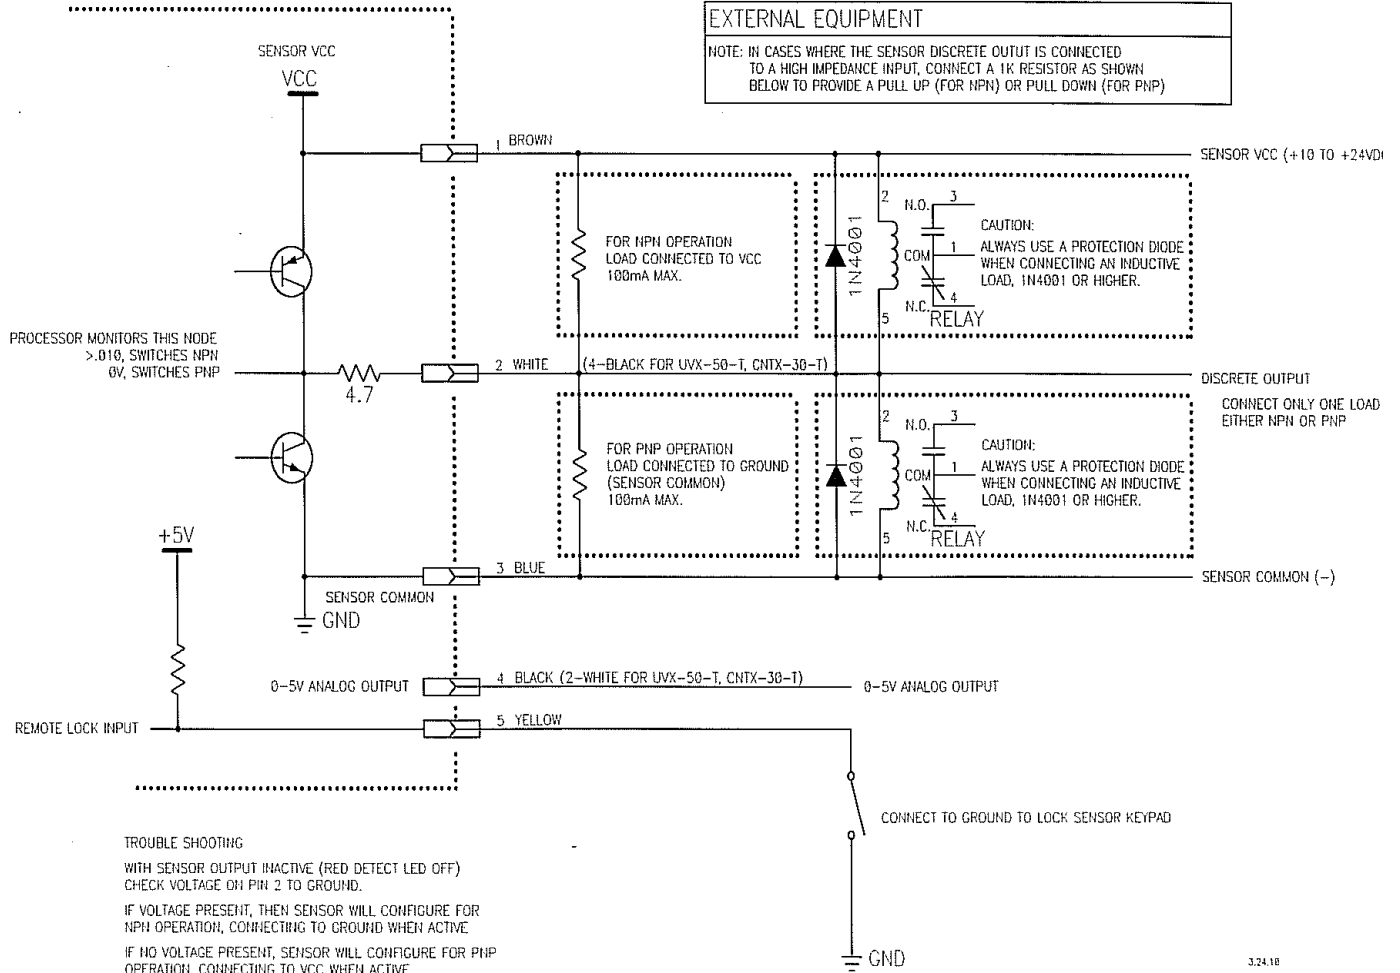 EXTERNAL EQUIPMENT
NOTE: IN CASES WHERE THE SENSOR DISCRETE OUTUT IS CONNECTED
TO A HIGH IMPEDANCE INPUT, CONNECT A 1K RESISTOR AS SHOWN
BELOW TO PROVIDE A PULL UP (FOR NPN) OR PULL DOWN (FOR PNP)
SENSOR VCC
VCC
1 BROWN
SENSOR VCC (+10 TO +24VD
FOR NPN OPERATION
LOAD CONNECTED TO VCC
100mA MAX.
1N4001
2
5
N.O.
3
COM
1
N.C.
4
RELAY
CAUTION:
ALWAYS USE A PROTECTION DIODE
WHEN CONNECTING AN INDUCTIVE
LOAD, 1N4001 OR HIGHER.
PROCESSOR MONITORS THIS NODE
>.010, SWITCHES NPN
0V, SWITCHES PNP
4.7
2 WHITE
(4-BLACK FOR UVX-50-T, CNTX-30-T)
DISCRETE OUTPUT
CONNECT ONLY ONE LOAD
EITHER NPN OR PNP
FOR PNP OPERATION
LOAD CONNECTED TO GROUND
(SENSOR COMMON)
100mA MAX.
1N4001
2
5
N.O.
3
COM
1
N.C.
4
RELAY
CAUTION:
ALWAYS USE A PROTECTION DIODE
WHEN CONNECTING AN INDUCTIVE
LOAD, 1N4001 OR HIGHER.
+5V
3 BLUE
SENSOR COMMON
SENSOR COMMON (-)
GND
0-5V ANALOG OUTPUT
4 BLACK (2-WHITE FOR UVX-50-T, CNTX-30-T)
0-5V ANALOG OUTPUT
REMOTE LOCK INPUT
5 YELLOW
CONNECT TO GROUND TO LOCK SENSOR KEYPAD
GND
TROUBLE SHOOTING
WITH SENSOR OUTPUT INACTIVE (RED DETECT LED OFF)
CHECK VOLTAGE ON PIN 2 TO GROUND.
IF VOLTAGE PRESENT, THEN SENSOR WILL CONFIGURE FOR
NPN OPERATION, CONNECTING TO GROUND WHEN ACTIVE
IF NO VOLTAGE PRESENT, SENSOR WILL CONFIGURE FOR PNP
OPERATION, CONNECTING TO VCC WHEN ACTIVE
3.24.10